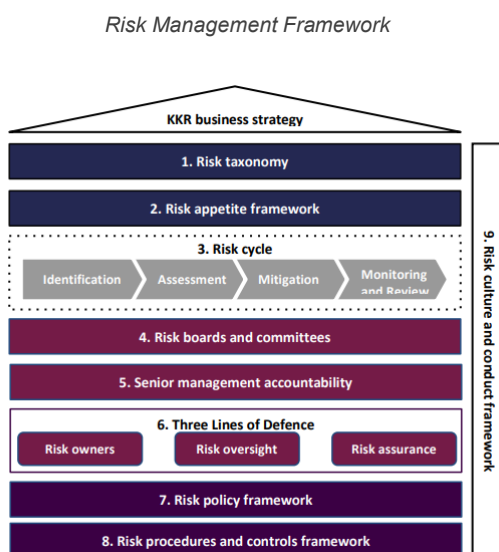 Risk Management Framework
KKR business strategy
1. Risk taxonomy
2. Risk appetite framework
3. Risk cycle
Identification
Assessment
Mitigation
Monitoring
and Review
4. Risk boards and committees
5. Senior management accountability
6. Three Lines of Defence
Risk owners
Risk oversight
Risk assurance
7. Risk policy framework
8. Risk procedures and controls framework
9. Risk culture and conduct framework